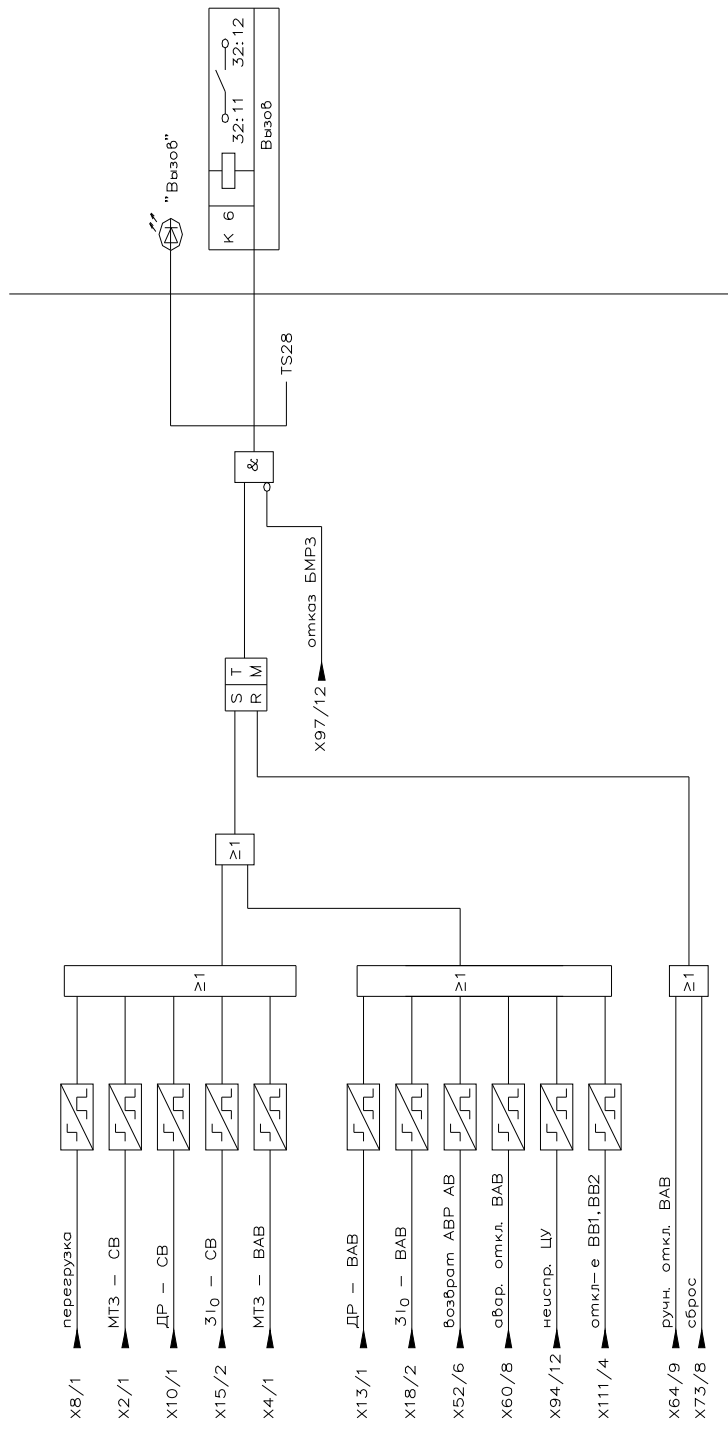 X8/1 перегрузка
X2/1 МТЗ – СВ
X10/1 ДР – СВ
X15/2 3I₀ – СВ
X4/1 МТЗ – ВАВ
≥1
X13/1 ДР – ВАВ
X18/2 3I₀ – ВАВ
X52/6 возврат АВР АВ
X60/8 авар. откл. ВАВ
X94/12 неиспр. ЦУ
X111/4 откл–е ВВ1,ВВ2
≥1
X64/9 ручн. откл. ВАВ
X73/8 сброс
≥1
≥1
S T
R M
X97/12 отказ БМРЗ
&
TS28
"Вызов"
К 6
32:11 32:12
Вызов